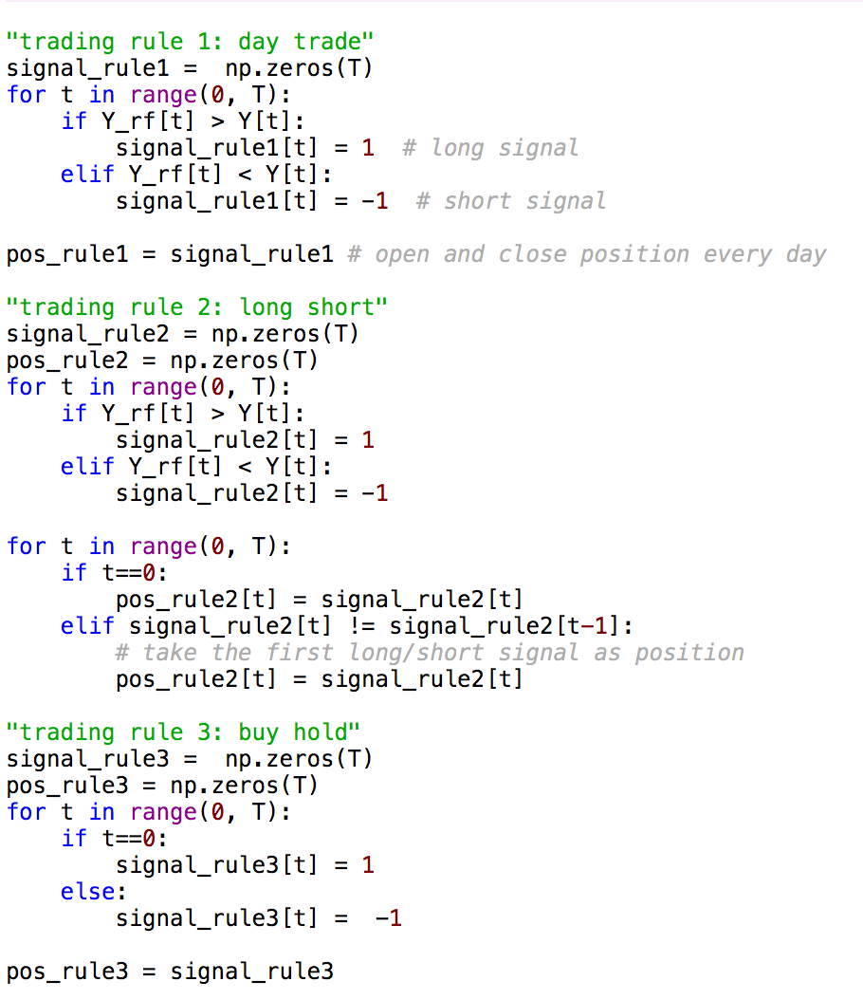 "trading rule 1: day trade"
signal_rule1 =  np.zeros(T)
for t in range(0, T):
    if Y_rf[t] > Y[t]:
        signal_rule1[t] = 1  # long signal
    elif Y_rf[t] < Y[t]:
        signal_rule1[t] = -1  # short signal

pos_rule1 = signal_rule1 # open and close position every day

"trading rule 2: long short"
signal_rule2 = np.zeros(T)
pos_rule2 = np.zeros(T)
for t in range(0, T):
    if Y_rf[t] > Y[t]:
        signal_rule2[t] = 1
    elif Y_rf[t] < Y[t]:
        signal_rule2[t] = -1

for t in range(0, T):
    if t==0:
        pos_rule2[t] = signal_rule2[t]
    elif signal_rule2[t] != signal_rule2[t-1]:
        # take the first long/short signal as position
        pos_rule2[t] = signal_rule2[t]

"trading rule 3: buy hold"
signal_rule3 =  np.zeros(T)
pos_rule3 = np.zeros(T)
for t in range(0, T):
    if t==0:
        signal_rule3[t] = 1
    else:
        signal_rule3[t] =  -1

pos_rule3 = signal_rule3